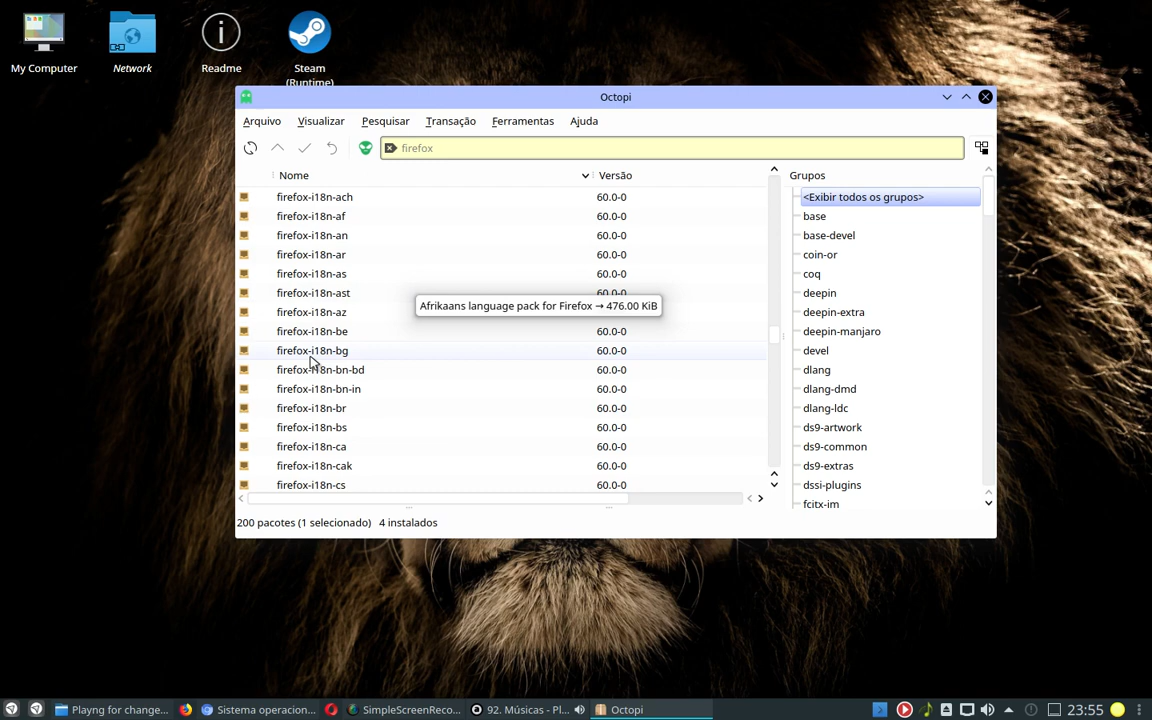 My Computer
Network
Readme
Steam
(Runtime)
Octopi
Arquivo Visualizar Pesquisar Transação Ferramentas Ajuda
firefox
Nome Versão
firefox-i18n-ach 60.0-0
firefox-i18n-af 60.0-0
firefox-i18n-an 60.0-0
firefox-i18n-ar 60.0-0
firefox-i18n-as 60.0-0
firefox-i18n-ast 60.0-0
Afrikaans language pack for Firefox → 476.00 KiB
firefox-i18n-az
firefox-i18n-be 60.0-0
firefox-i18n-bg 60.0-0
firefox-i18n-bn-bd 60.0-0
firefox-i18n-bn-in 60.0-0
firefox-i18n-br 60.0-0
firefox-i18n-bs 60.0-0
firefox-i18n-ca 60.0-0
firefox-i18n-cak 60.0-0
firefox-i18n-cs 60.0-0
Grupos
<Exibir todos os grupos>
base
base-devel
coin-or
coq
deepin
deepin-extra
deepin-manjaro
devel
dlang
dlang-dmd
dlang-ldc
ds9-artwork
ds9-common
ds9-extras
dssi-plugins
fcitx-im
200 pacotes (1 selecionado) 4 instalados
Playng for change...
Sistema operacion...
SimpleScreenReco...
92. Músicas - Pl...
Octopi
23:55